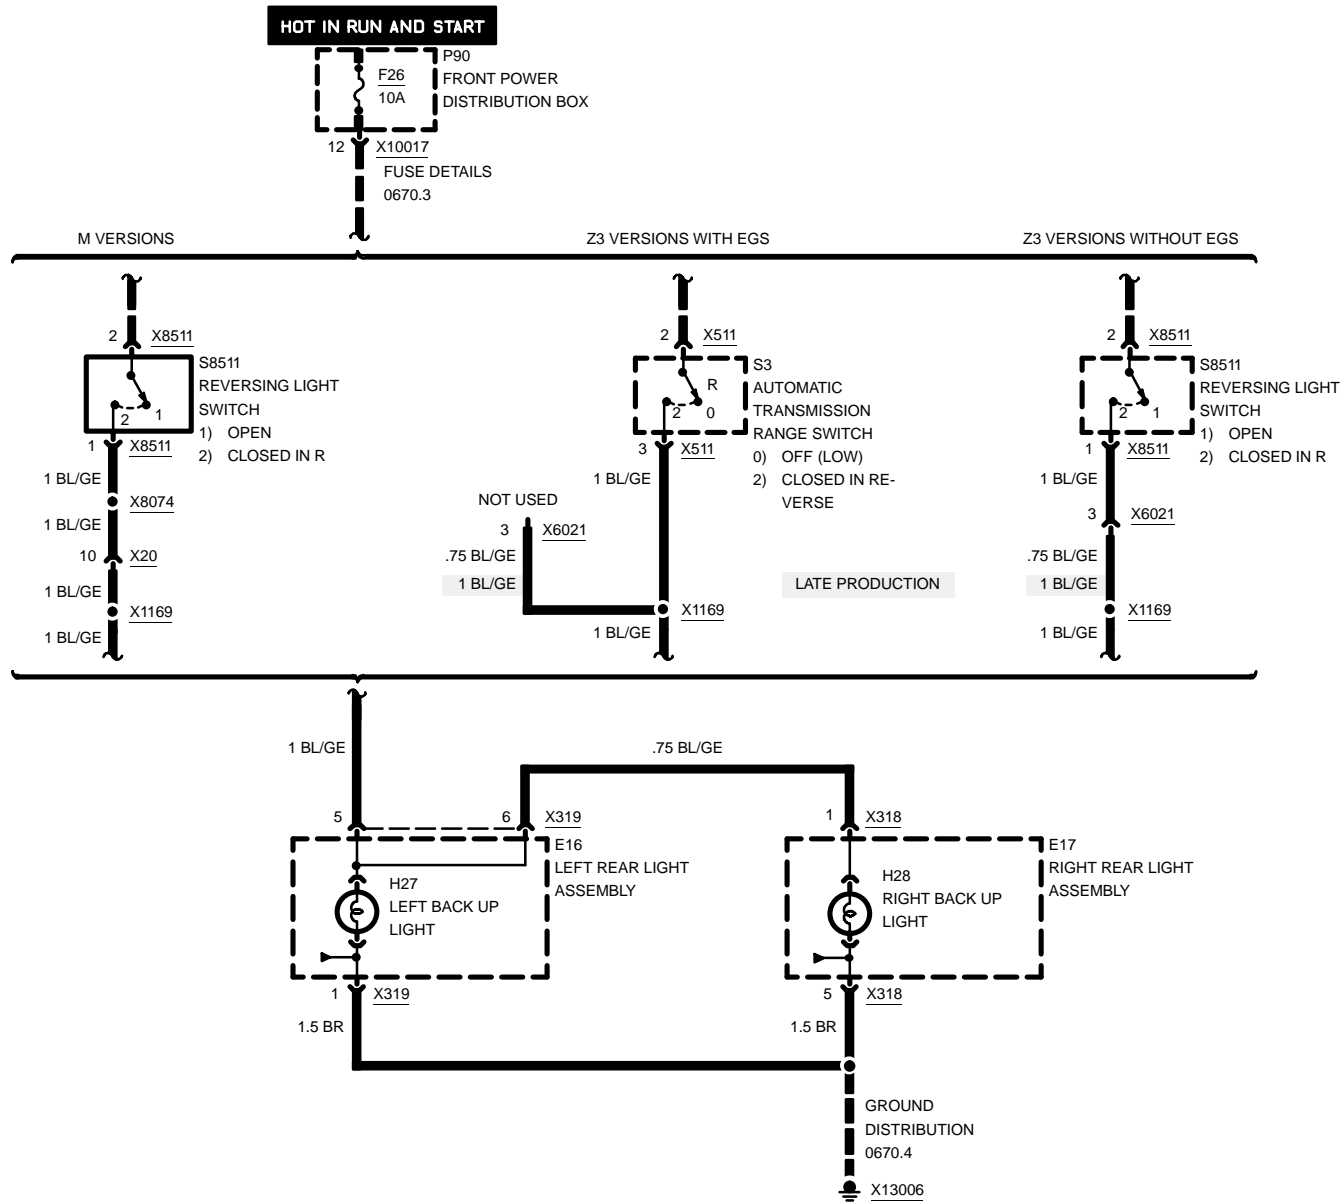 HOT IN RUN AND START
P90
FRONT POWER
DISTRIBUTION BOX
F26
10A
12
X10017
FUSE DETAILS
0670.3
M VERSIONS
Z3 VERSIONS WITH EGS
Z3 VERSIONS WITHOUT EGS
2
X8511
S8511
REVERSING LIGHT
SWITCH
1) OPEN
2) CLOSED IN R
2
1
1
X8511
1 BL/GE
X8074
1 BL/GE
10
X20
1 BL/GE
X1169
1 BL/GE
2
X511
S3
AUTOMATIC
TRANSMISSION
RANGE SWITCH
0) OFF (LOW)
2) CLOSED IN RE-
VERSE
R
2
0
3
X511
1 BL/GE
NOT USED
3
X6021
.75 BL/GE
1 BL/GE
LATE PRODUCTION
X1169
1 BL/GE
2
X8511
S8511
REVERSING LIGHT
SWITCH
1) OPEN
2) CLOSED IN R
2
1
1
X8511
1 BL/GE
3
X6021
.75 BL/GE
1 BL/GE
X1169
1 BL/GE
1 BL/GE
.75 BL/GE
5
6
X319
1
X318
E16
LEFT REAR LIGHT
ASSEMBLY
H27
LEFT BACK UP
LIGHT
E17
RIGHT REAR LIGHT
ASSEMBLY
H28
RIGHT BACK UP
LIGHT
1
X319
5
X318
1.5 BR
1.5 BR
GROUND
DISTRIBUTION
0670.4
X13006